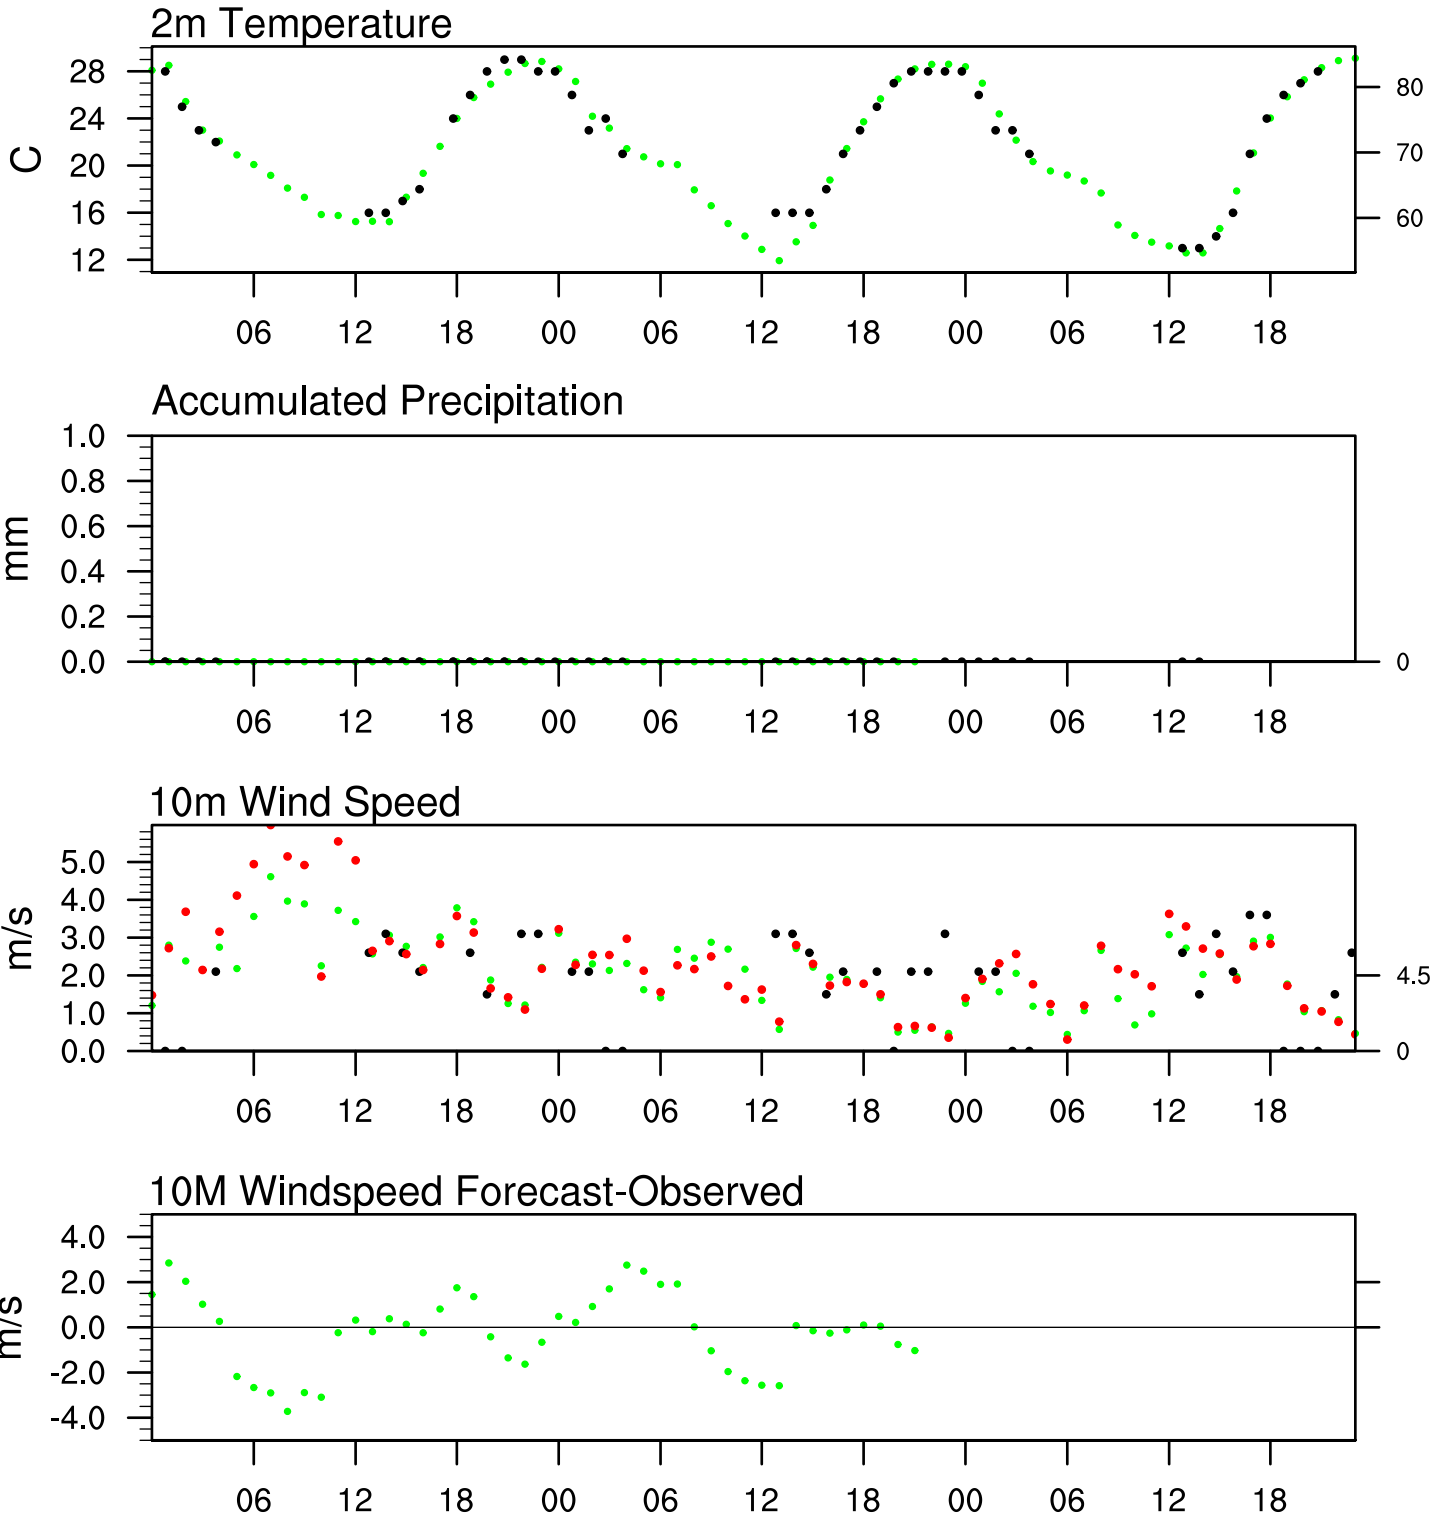 2m Temperature
28
24
20
16
12
C
80
70
60
06 12 18 00 06 12 18 00 06 12 18
Accumulated Precipitation
1.0
0.8
0.6
0.4
0.2
0.0
mm
0
06 12 18 00 06 12 18 00 06 12 18
10m Wind Speed
5.0
4.0
3.0
2.0
1.0
0.0
m/s
4.5
0
06 12 18 00 06 12 18 00 06 12 18
10M Windspeed Forecast-Observed
4.0
2.0
0.0
-2.0
-4.0
m/s
06 12 18 00 06 12 18 00 06 12 18